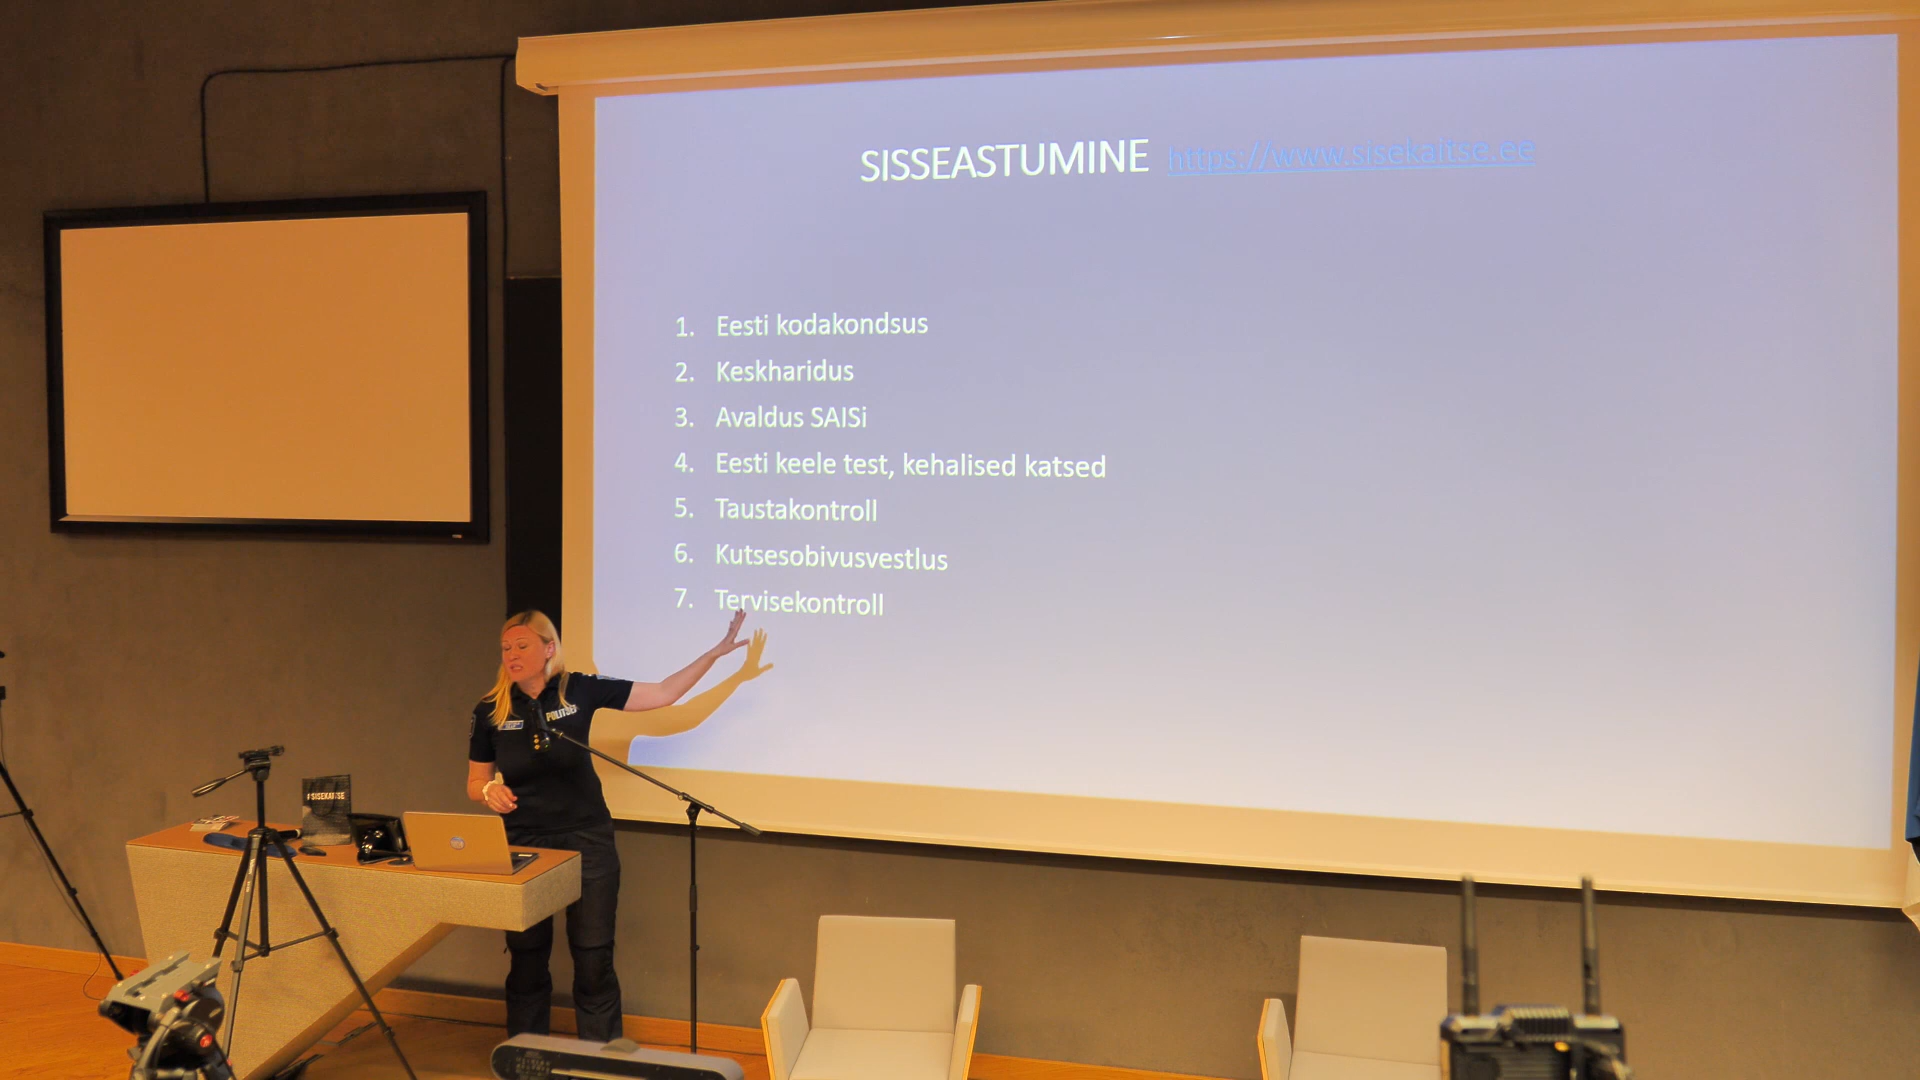 SISSEASTUMINE https://www.sisekaitse.ee
1. Eesti kodakondsus
2. Keskharidus
3. Avaldus SAISi
4. Eesti keele test, kehalised katsed
5. Taustakontroll
6. Kutsesobivusvestlus
7. Tervisekontroll
POLITSEI
#SISEKAITSE